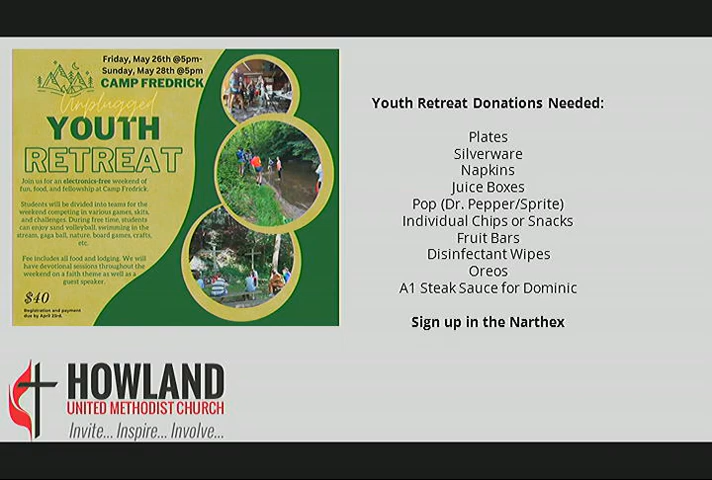 Friday, May 26th @5pm-
Sunday, May 28th @5pm
CAMP FREDRICK
Unplugged
YOUTH
RETREAT
Join us for an electronics-free weekend of
fun, food, and fellowship at Camp Fredrick.
Students will be divided into teams for the
weekend competing in various games, skits,
and challenges. During free time, students
can enjoy sand volleyball, swimming in the
stream, gaga ball, nature, board games, crafts,
etc.
Fee includes all food and lodging. We will
have devotional sessions throughout the
weekend on a faith theme as well as a
guest speaker.
$40
Registration and payment
due by April 23rd.
Youth Retreat Donations Needed:
Plates
Silverware
Napkins
Juice Boxes
Pop (Dr. Pepper/Sprite)
Individual Chips or Snacks
Fruit Bars
Disinfectant Wipes
Oreos
A1 Steak Sauce for Dominic
Sign up in the Narthex
HOWLAND
UNITED METHODIST CHURCH
Invite... Inspire... Involve...